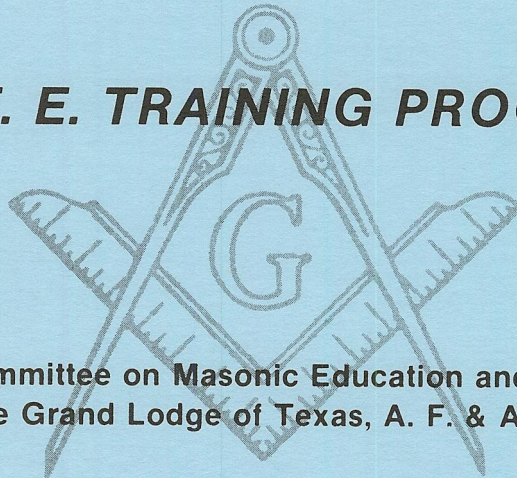 . E. TRAINING PRO
G
mmittee on Masonic Education and
e Grand Lodge of Texas, A. F. & A